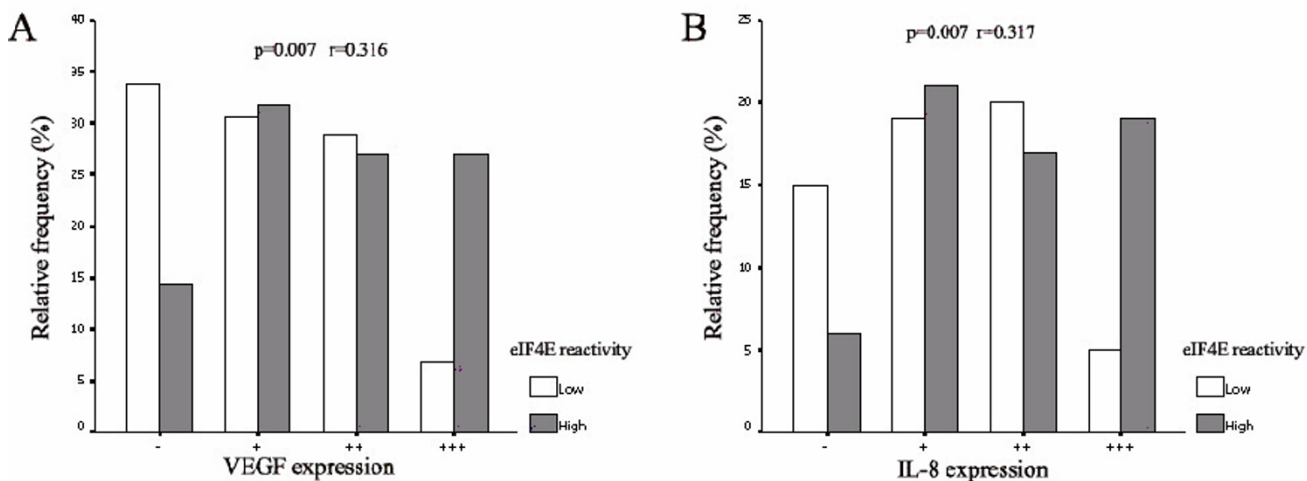 A
p=0.007 r=0.316
Relative frequency (%)
40
35
30
25
20
15
10
5
0
- + ++ +++
VEGF expression
eIF4E reactivity
Low
High
B
p=0.007 r=0.317
Relative frequency (%)
25
20
15
10
5
0
- + ++ +++
IL-8 expression
eIF4E reactivity
Low
High